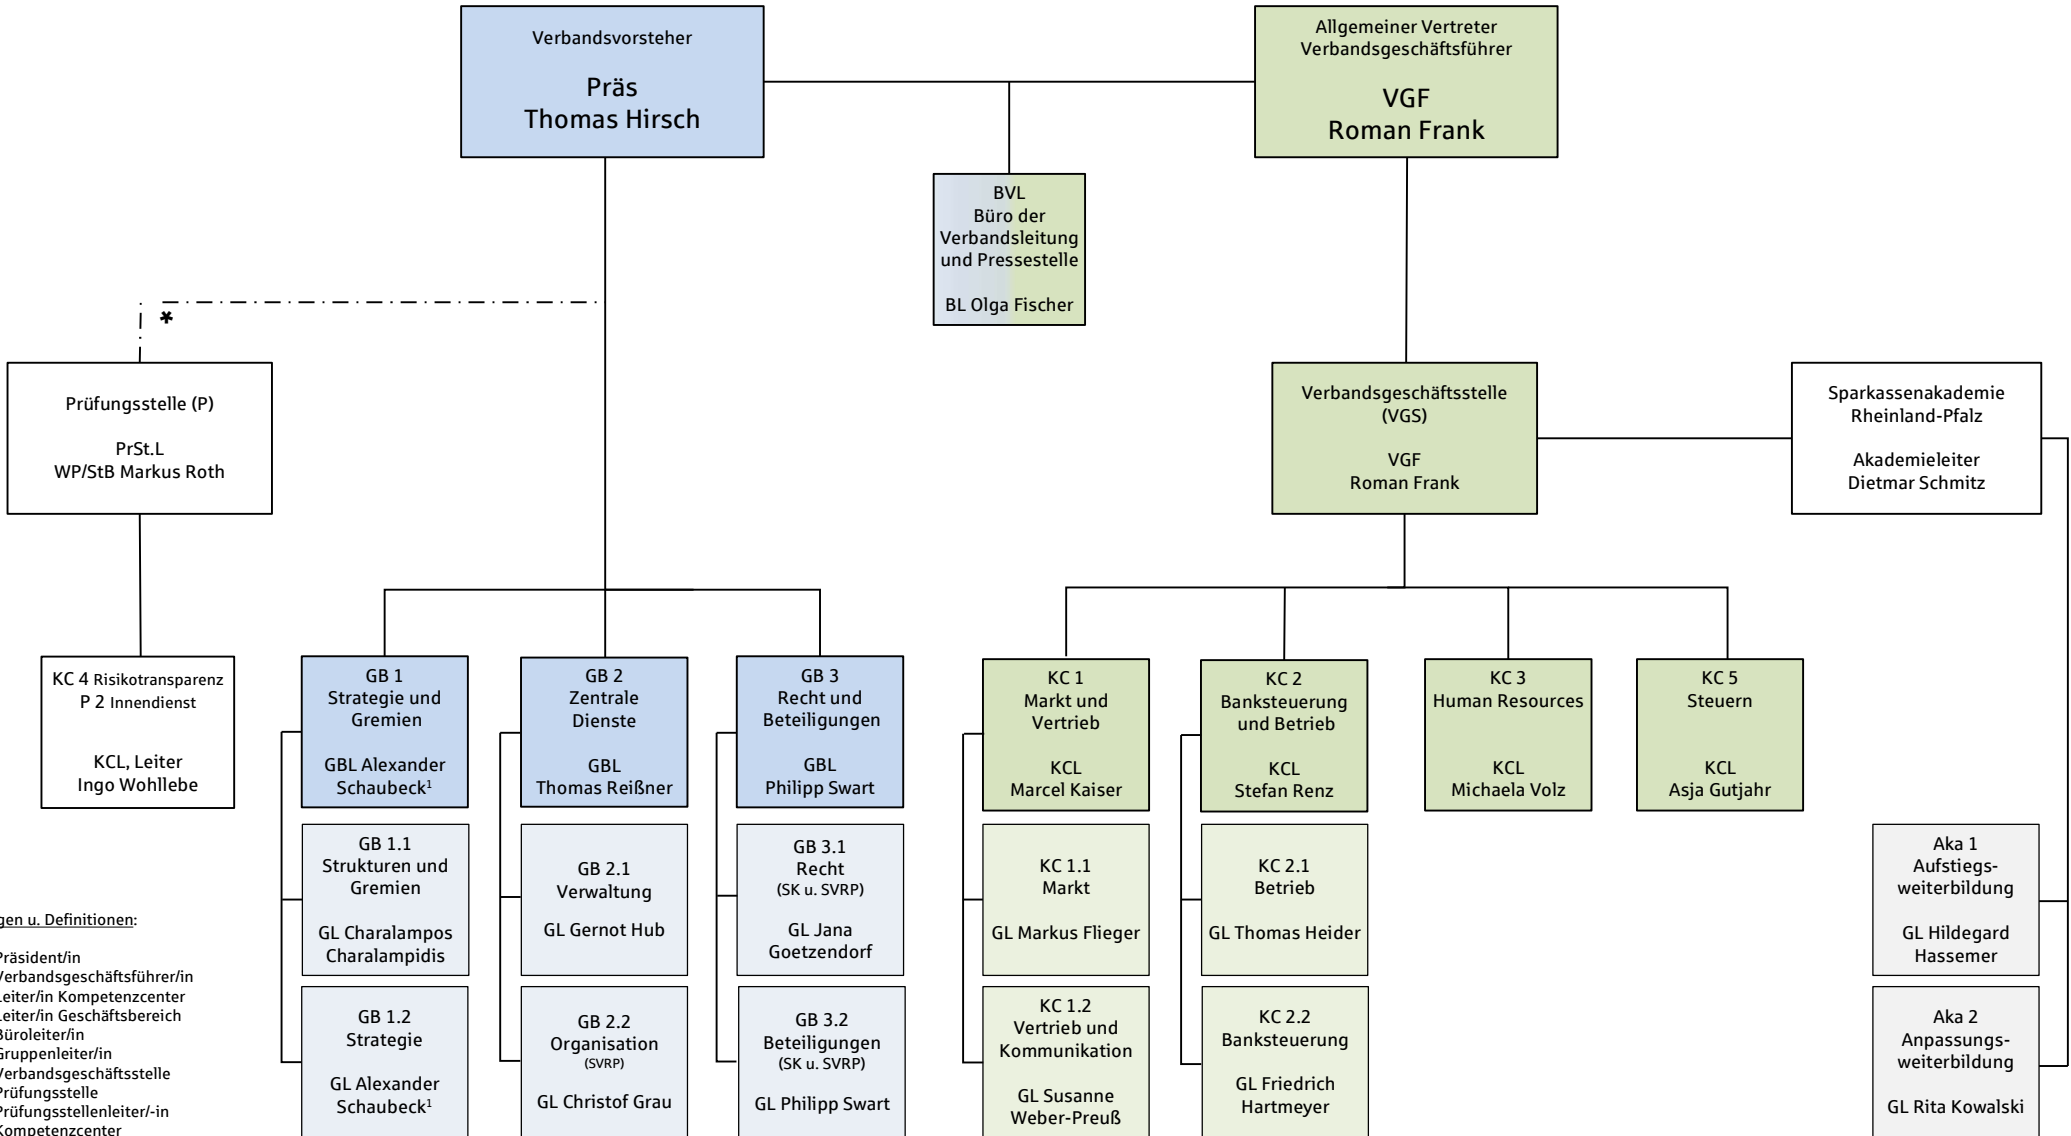 Verbandsvorsteher
Präs
Thomas Hirsch
Allgemeiner Vertreter
Verbandsgeschäftsführer
VGF
Roman Frank
BVL
Büro der
Verbandsleitung
und Pressestelle
BL Olga Fischer
*
Prüfungsstelle (P)
PrSt.L
WP/StB Markus Roth
Verbandsgeschäftsstelle
(VGS)
VGF
Roman Frank
Sparkassenakademie
Rheinland-Pfalz
Akademieleiter
Dietmar Schmitz
KC 4 Risikotransparenz
P 2 Innendienst
KCL, Leiter
Ingo Wohllebe
GB 1
Strategie und
Gremien
GBL Alexander
Schaubeck¹
GB 2
Zentrale
Dienste
GBL
Thomas Reißner
GB 3
Recht und
Beteiligungen
GBL
Philipp Swart
KC 1
Markt und
Vertrieb
KCL
Marcel Kaiser
KC 2
Banksteuerung
und Betrieb
KCL
Stefan Renz
KC 3
Human Resources
KCL
Michaela Volz
KC 5
Steuern
KCL
Asja Gutjahr
GB 1.1
Strukturen und
Gremien
GL Charalampos
Charalampidis
GB 2.1
Verwaltung
GL Gernot Hub
GB 3.1
Recht
(SK u. SVRP)
GL Jana
Goetzendorf
KC 1.1
Markt
GL Markus Flieger
KC 2.1
Betrieb
GL Thomas Heider
Aka 1
Aufstiegs-
weiterbildung
GL Hildegard
Hassemer
GB 1.2
Strategie
GL Alexander
Schaubeck¹
GB 2.2
Organisation
(SVRP)
GL Christof Grau
GB 3.2
Beteiligungen
(SK u. SVRP)
GL Philipp Swart
KC 1.2
Vertrieb und
Kommunikation
GL Susanne
Weber-Preuß
KC 2.2
Banksteuerung
GL Friedrich
Hartmeyer
Aka 2
Anpassungs-
weiterbildung
GL Rita Kowalski
gen u. Definitionen:
Präsident/in
Verbandsgeschäftsführer/in
Leiter/in Kompetenzcenter
Leiter/in Geschäftsbereich
Büroleiter/in
Gruppenleiter/in
Verbandsgeschäftsstelle
Prüfungsstelle
Prüfungsstellenleiter/-in
Kompetenzcenter